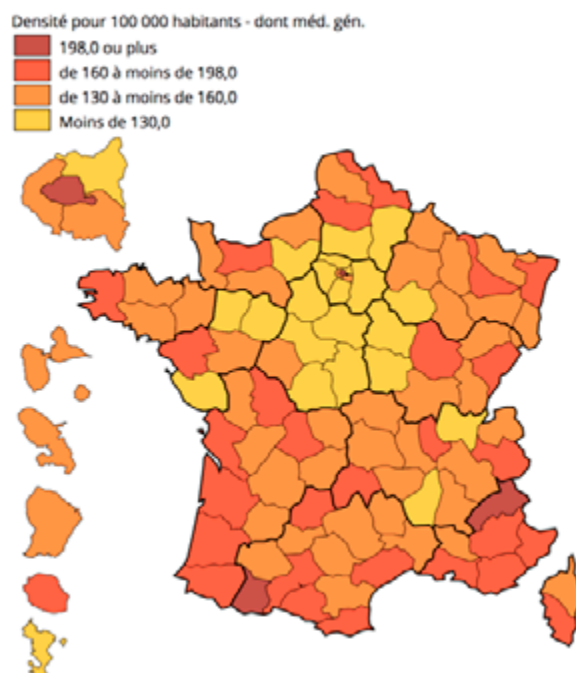 Densité pour 100 000 habitants - dont méd. gén.
198,0 ou plus
de 160 à moins de 198,0
de 130 à moins de 160,0
Moins de 130,0